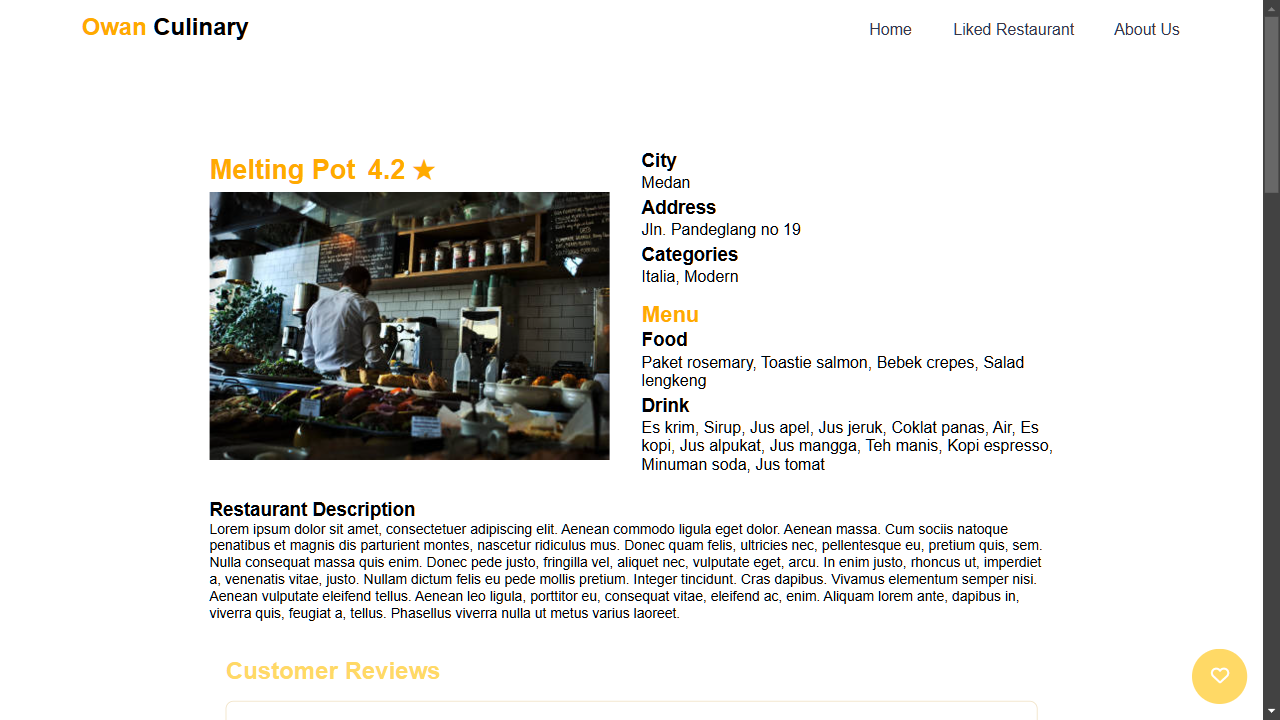 Owan Culinary
Home
Liked Restaurant
About Us
Melting Pot 4.2 ★
City
Medan
Address
Jln. Pandeglang no 19
Categories
Italia, Modern
Menu
Food
Paket rosemary, Toastie salmon, Bebek crepes, Salad
lengkeng
Drink
Es krim, Sirup, Jus apel, Jus jeruk, Coklat panas, Air, Es
kopi, Jus alpukat, Jus mangga, Teh manis, Kopi espresso,
Minuman soda, Jus tomat
Restaurant Description
Lorem ipsum dolor sit amet, consectetuer adipiscing elit. Aenean commodo ligula eget dolor. Aenean massa. Cum sociis natoque
penatibus et magnis dis parturient montes, nascetur ridiculus mus. Donec quam felis, ultricies nec, pellentesque eu, pretium quis, sem.
Nulla consequat massa quis enim. Donec pede justo, fringilla vel, aliquet nec, vulputate eget, arcu. In enim justo, rhoncus ut, imperdiet
a, venenatis vitae, justo. Nullam dictum felis eu pede mollis pretium. Integer tincidunt. Cras dapibus. Vivamus elementum semper nisi.
Aenean vulputate eleifend tellus. Aenean leo ligula, porttitor eu, consequat vitae, eleifend ac, enim. Aliquam lorem ante, dapibus in,
viverra quis, feugiat a, tellus. Phasellus viverra nulla ut metus varius laoreet.
Customer Reviews